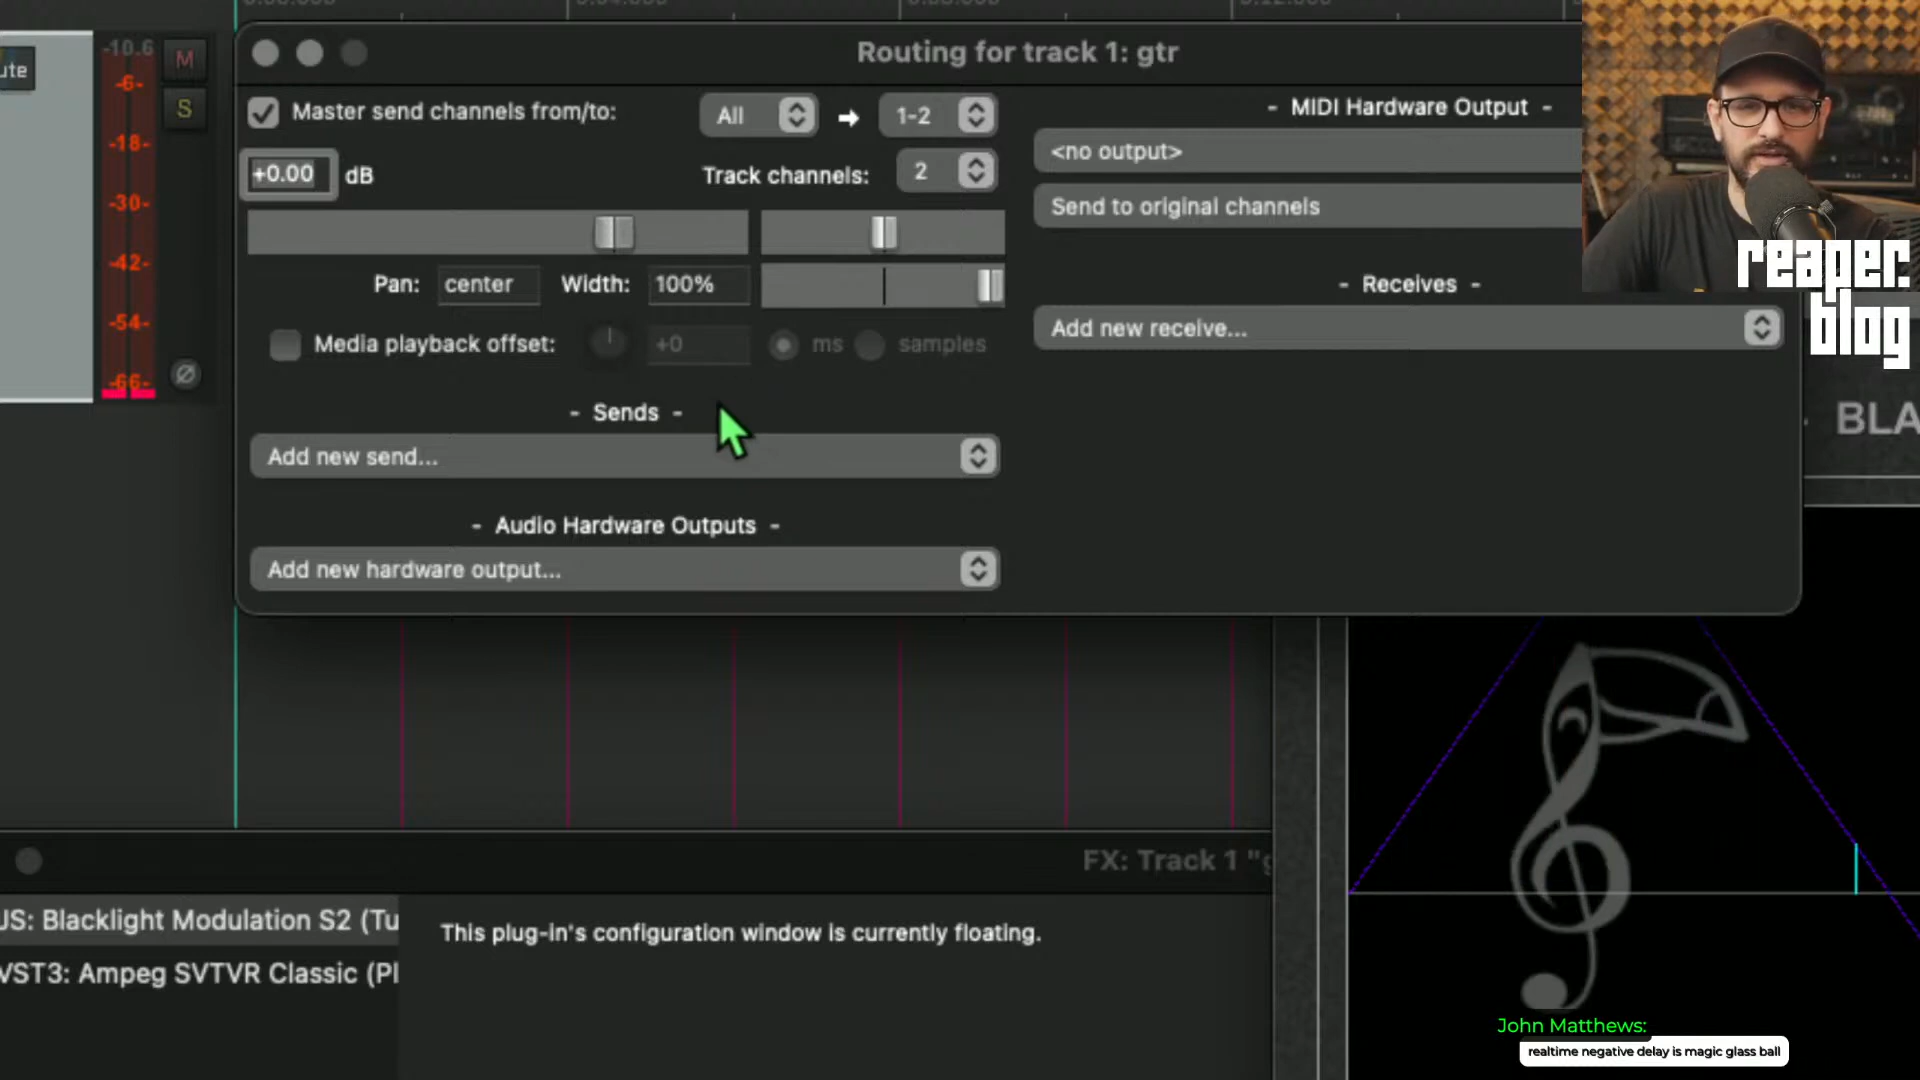 Routing for track 1: gtr
-10.6
M
ute
-6-
S
-18-
-30-
-42-
-54-
-66-
Master send channels from/to:
All
1-2
+0.00
dB
Track channels:
2
Pan:
center
Width:
100%
Media playback offset:
+0
ms
samples
- Sends -
Add new send...
- Audio Hardware Outputs -
Add new hardware output...
- MIDI Hardware Output -
<no output>
Send to original channels
- Receives -
Add new receive...
reaper.
blog
BLA
FX: Track 1 "g
JS: Blacklight Modulation S2 (Tu
VST3: Ampeg SVTVR Classic (Pl
This plug-in's configuration window is currently floating.
John Matthews:
realtime negative delay is magic glass ball